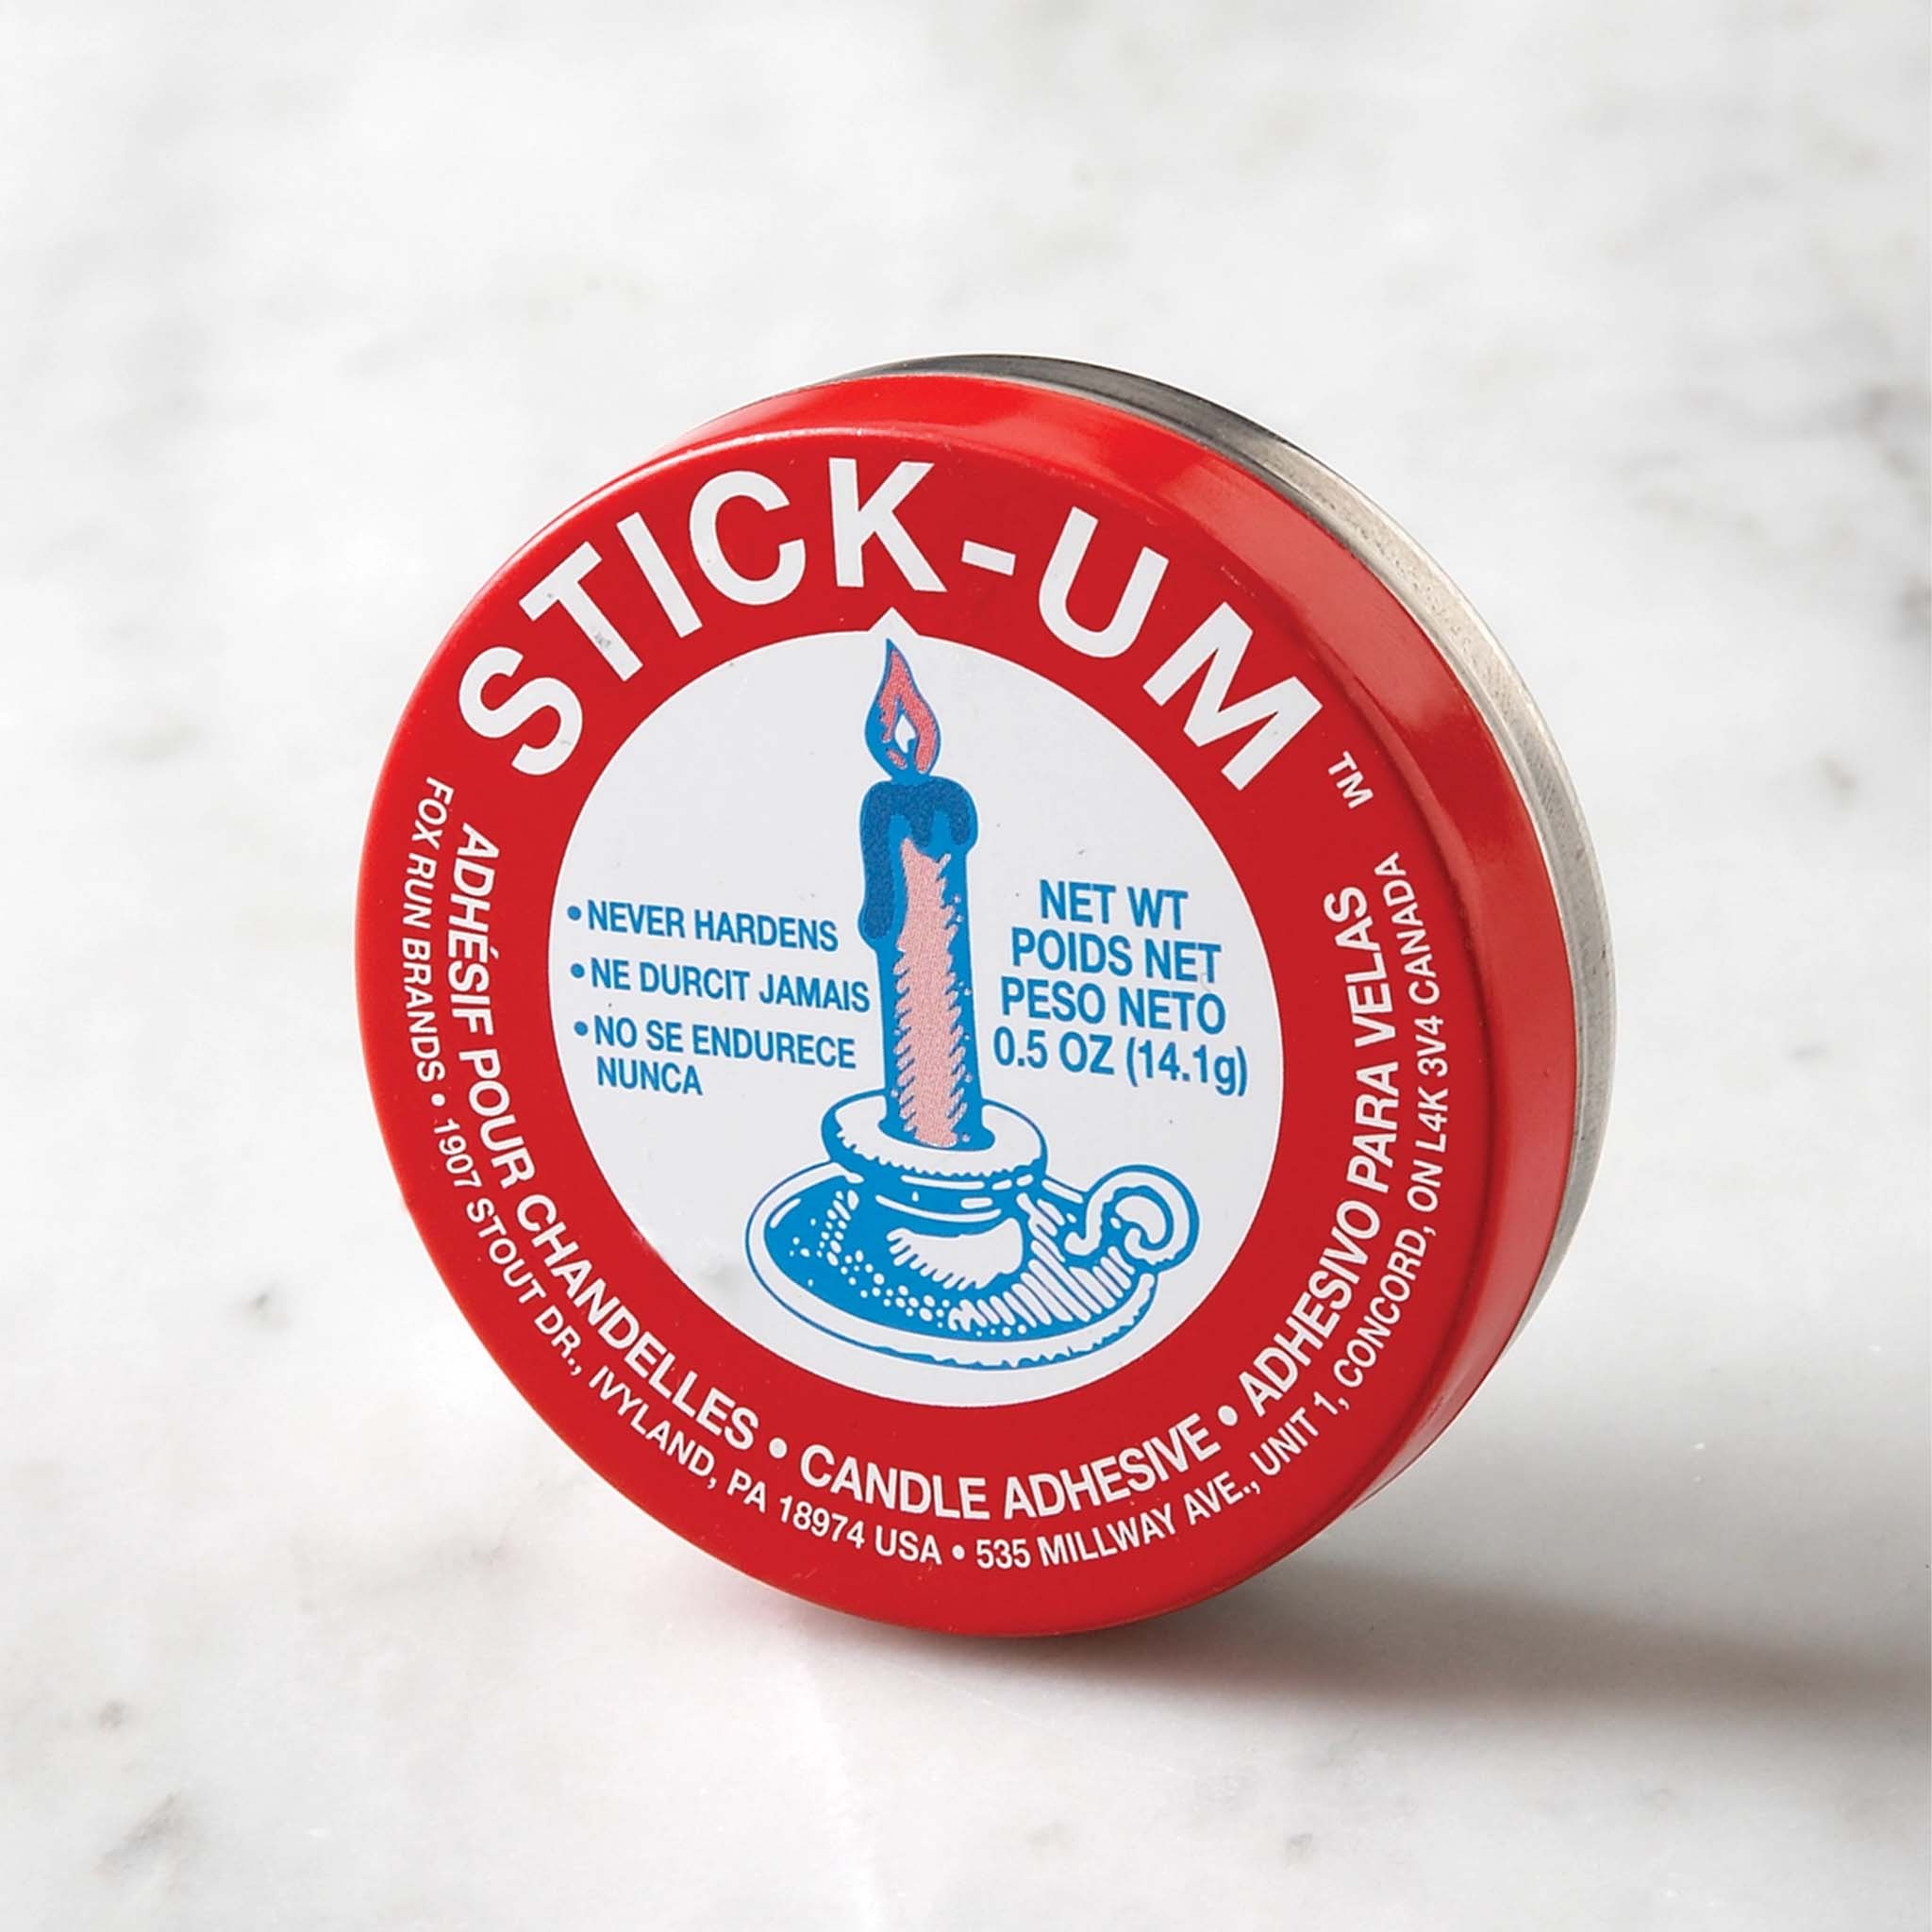 STICK-UM ™
• NEVER HARDENS
• NE DURCIT JAMAIS
• NO SE ENDURECE
NUNCA
NET WT
POIDS NET
PESO NETO
0.5 OZ (14.1g)
ADHÉSIF POUR CHANDELLES • CANDLE ADHESIVE • ADHESIVO PARA VELAS
FOX RUN BRANDS • 1907 STOUT DR., IVYLAND, PA 18974 USA • 535 MILLWAY AVE., UNIT 1, CONCORD, ON L4K 3V4 CANADA